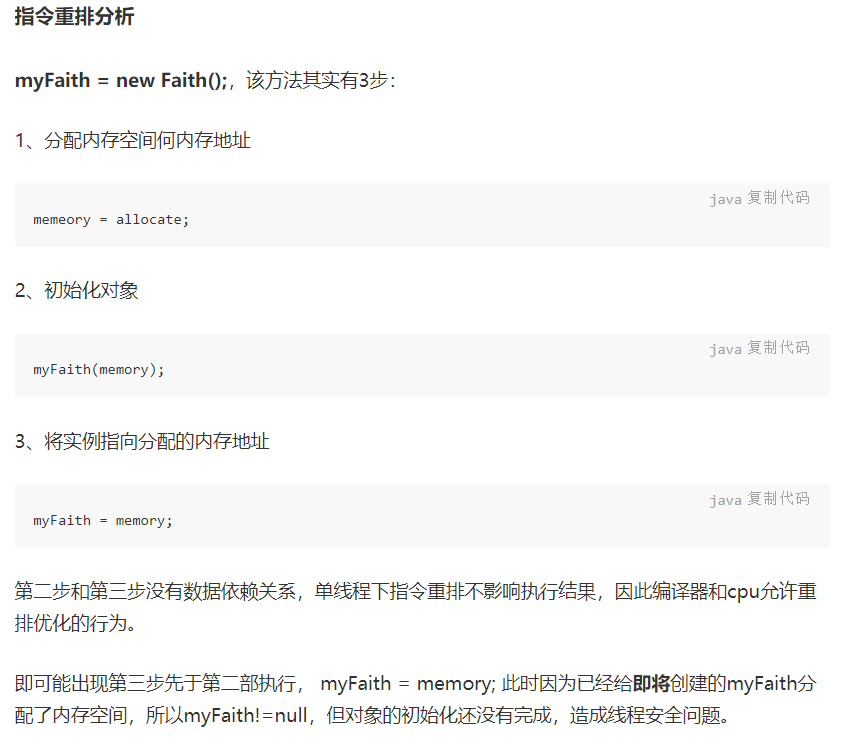 指令重排分析
myFaith = new Faith();，该方法其实有3步：
1、分配内存空间何内存地址
java 复制代码
memeory = allocate;
2、初始化对象
java 复制代码
myFaith(memory);
3、将实例指向分配的内存地址
java 复制代码
myFaith = memory;
第二步和第三步没有数据依赖关系，单线程下指令重排不影响执行结果，因此编译器和cpu允许重
排优化的行为。
即可能出现第三步先于第二部执行， myFaith = memory; 此时因为已经给即将创建的myFaith分
配了内存空间，所以myFaith!=null，但对象的初始化还没有完成，造成线程安全问题。